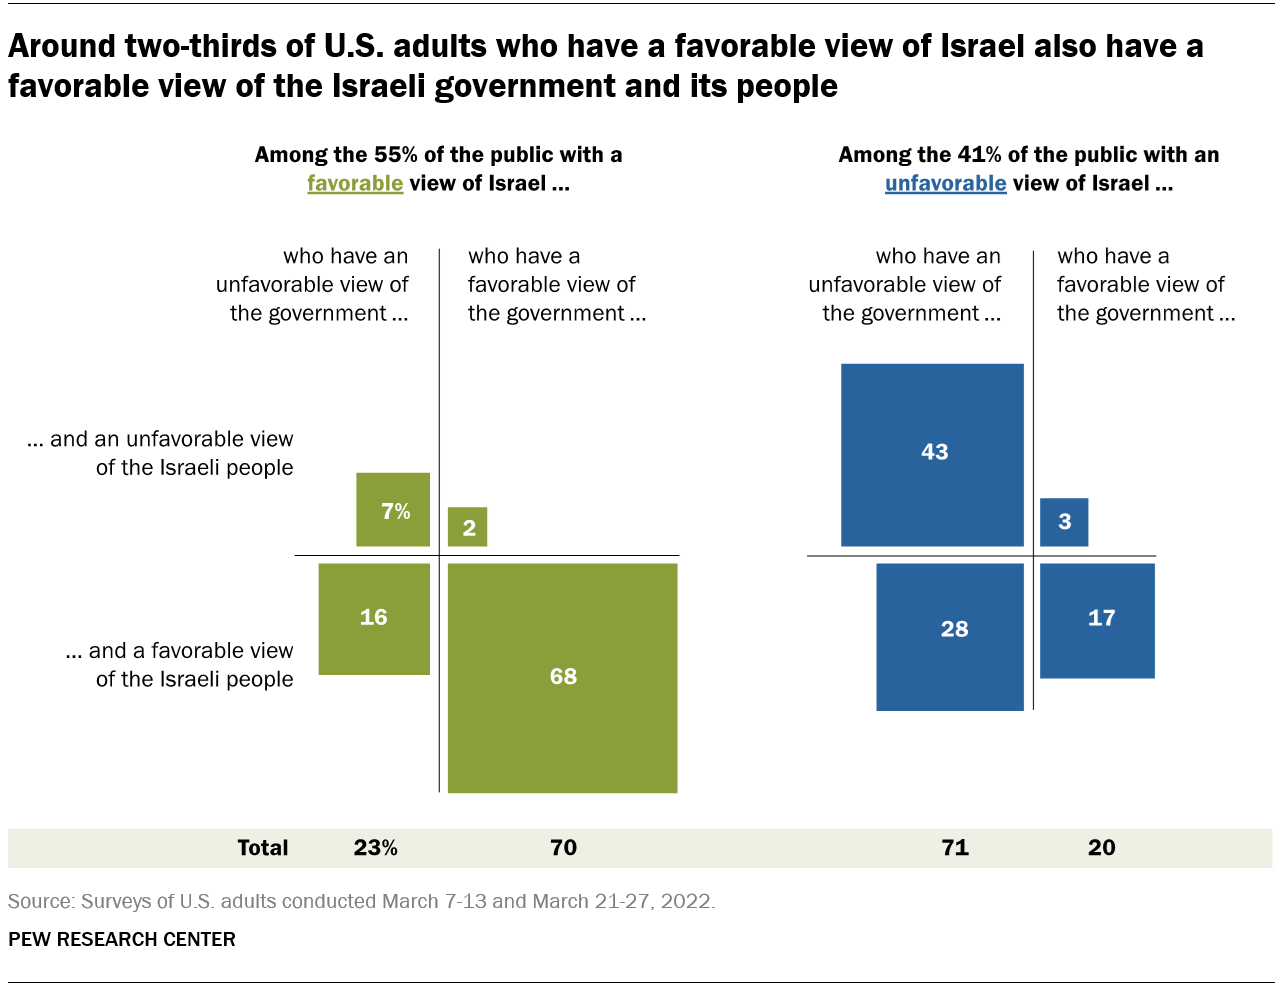 Around two-thirds of U.S. adults who have a favorable view of Israel also have a
favorable view of the Israeli government and its people
Among the 55% of the public with a
favorable view of Israel ...
who have an
unfavorable view of
the government ...
who have a
favorable view of
the government ...
Among the 41% of the public with an
unfavorable view of Israel ...
who have an
unfavorable view of
the government ...
who have a
favorable view of
the government ...
... and an unfavorable view
of the Israeli people
7%
2
43
3
... and a favorable view
of the Israeli people
16
68
28
17
Total 23% 70 71 20
Source: Surveys of U.S. adults conducted March 7-13 and March 21-27, 2022.
PEW RESEARCH CENTER